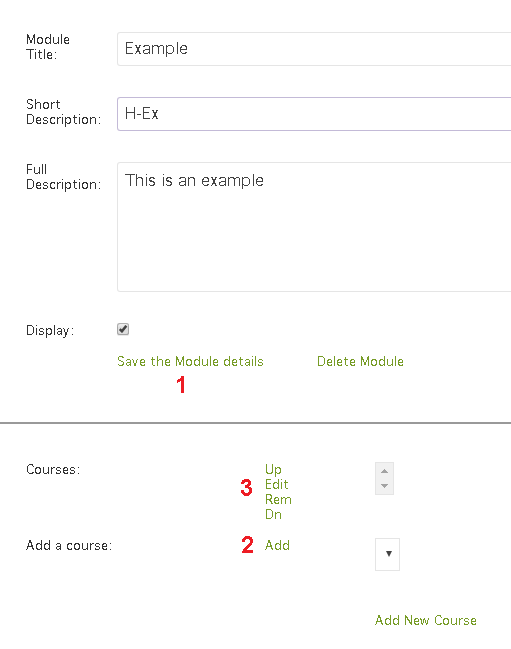 Module
Title:
Example
Short
Description:
H-Ex
Full
Description:
This is an example
Display:
Save the Module details Delete Module
1
Courses:
3
Up
Edit
Rem
Dn
Add a course: 2 Add
Add New Course